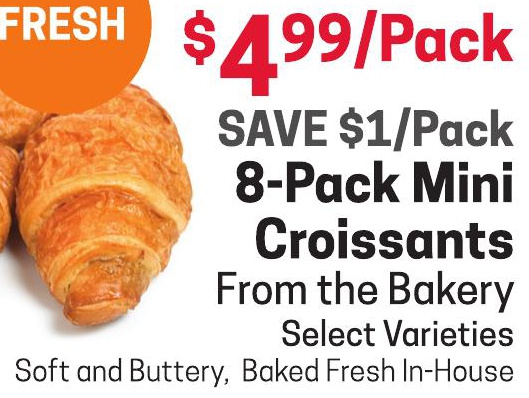 FRESH
$4.99/Pack
SAVE $1/Pack
8-Pack Mini
Croissants
From the Bakery
Select Varieties
Soft and Buttery, Baked Fresh In-House